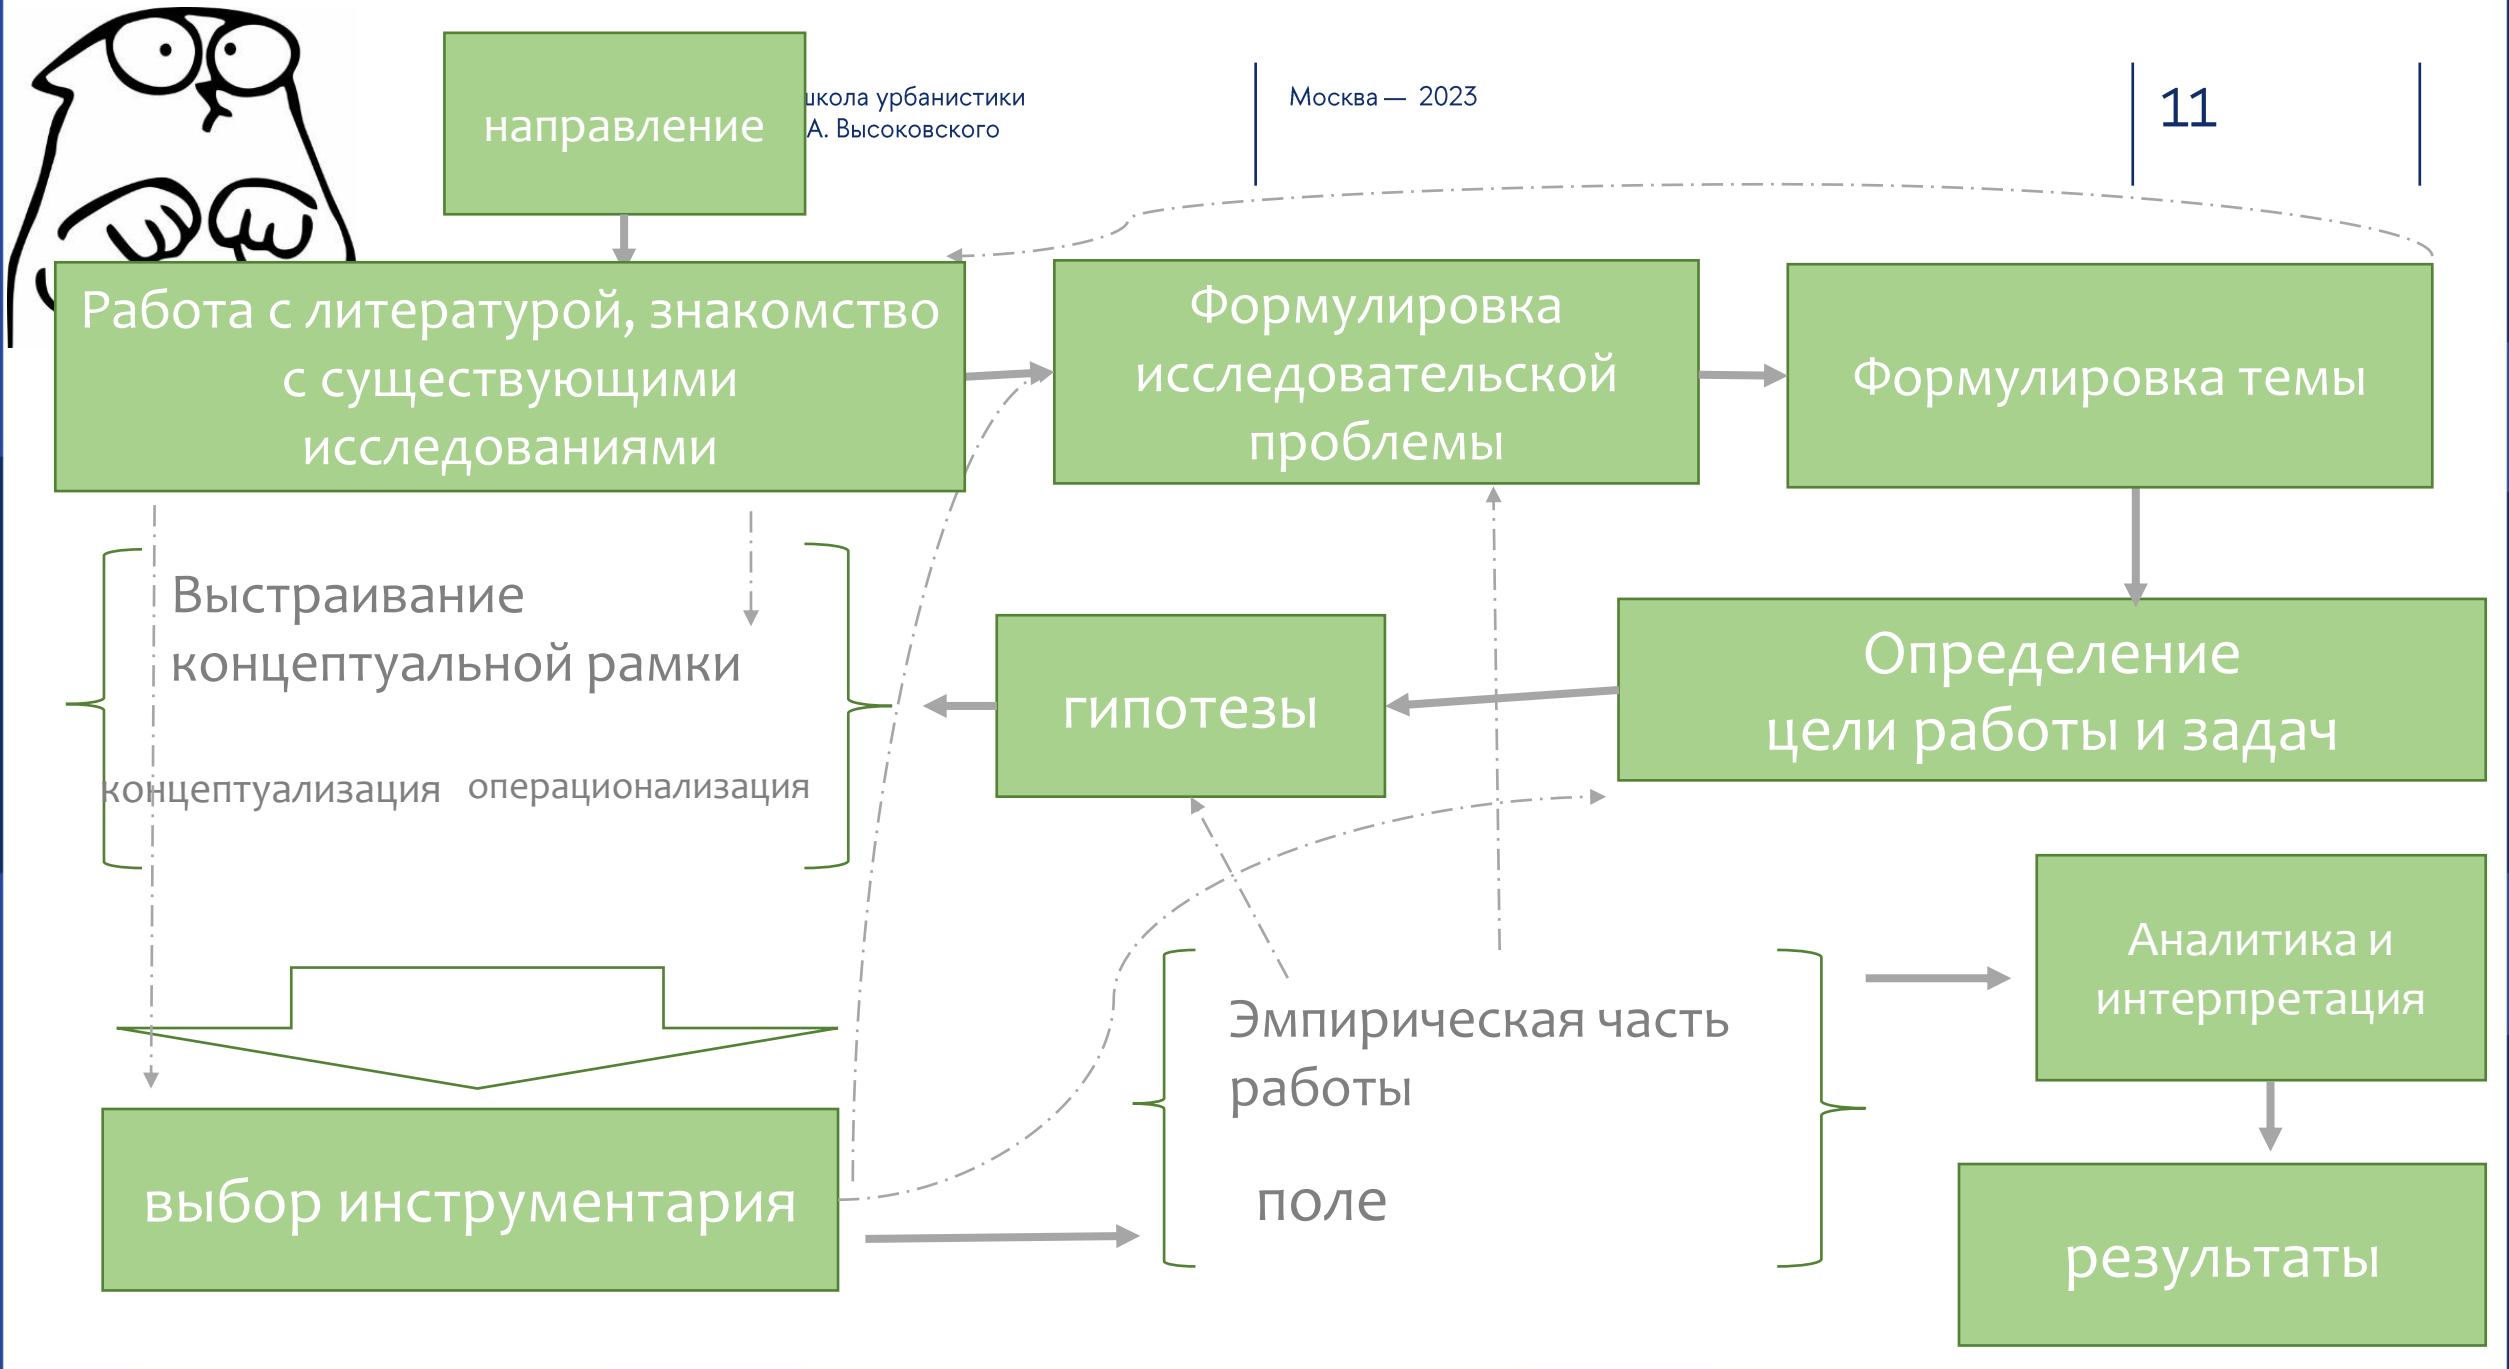 школа урбанистики
А. Высоковского
Москва — 2023
11
направление
Работа с литературой, знакомство
с существующими
исследованиями
Формулировка
исследовательской
проблемы
Формулировка темы
Выстраивание
концептуальной рамки
концептуализация операционализация
гипотезы
Определение
цели работы и задач
Аналитика и
интерпретация
Эмпирическая часть
работы
поле
выбор инструментария
результаты